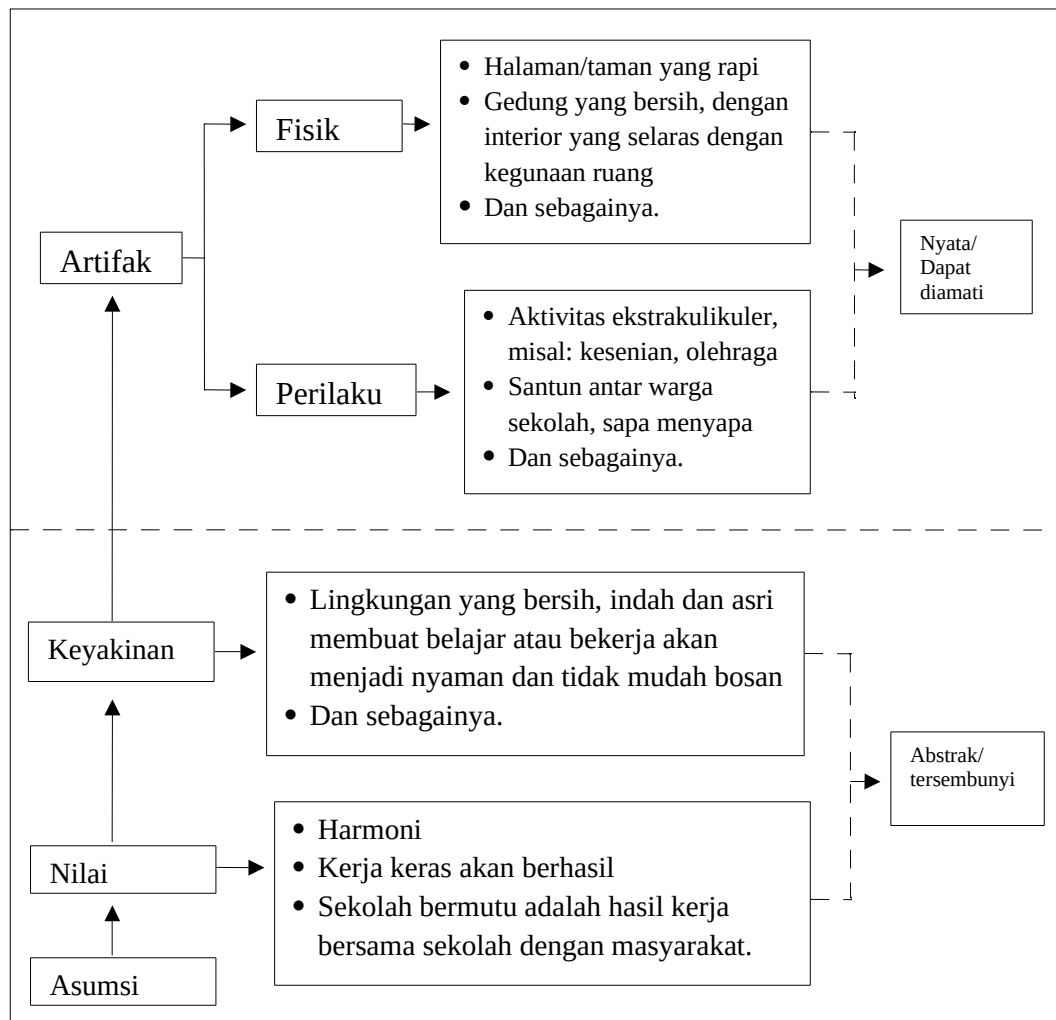 • Halaman/taman yang rapi
• Gedung yang bersih, dengan
interior yang selaras dengan
kegunaan ruang
• Dan sebagainya.
Fisik
Artifak
Nyata/
Dapat
diamati
• Aktivitas ekstrakulikuler,
misal: kesenian, olahraga
• Santun antar warga
sekolah, sapa menyapa
• Dan sebagainya.
Perilaku
Keyakinan
• Lingkungan yang bersih, indah dan asri
membuat belajar atau bekerja akan
menjadi nyaman dan tidak mudah bosan
• Dan sebagainya.
Abstrak/
tersembunyi
Nilai
• Harmoni
• Kerja keras akan berhasil
• Sekolah bermutu adalah hasil kerja
bersama sekolah dengan masyarakat.
Asumsi